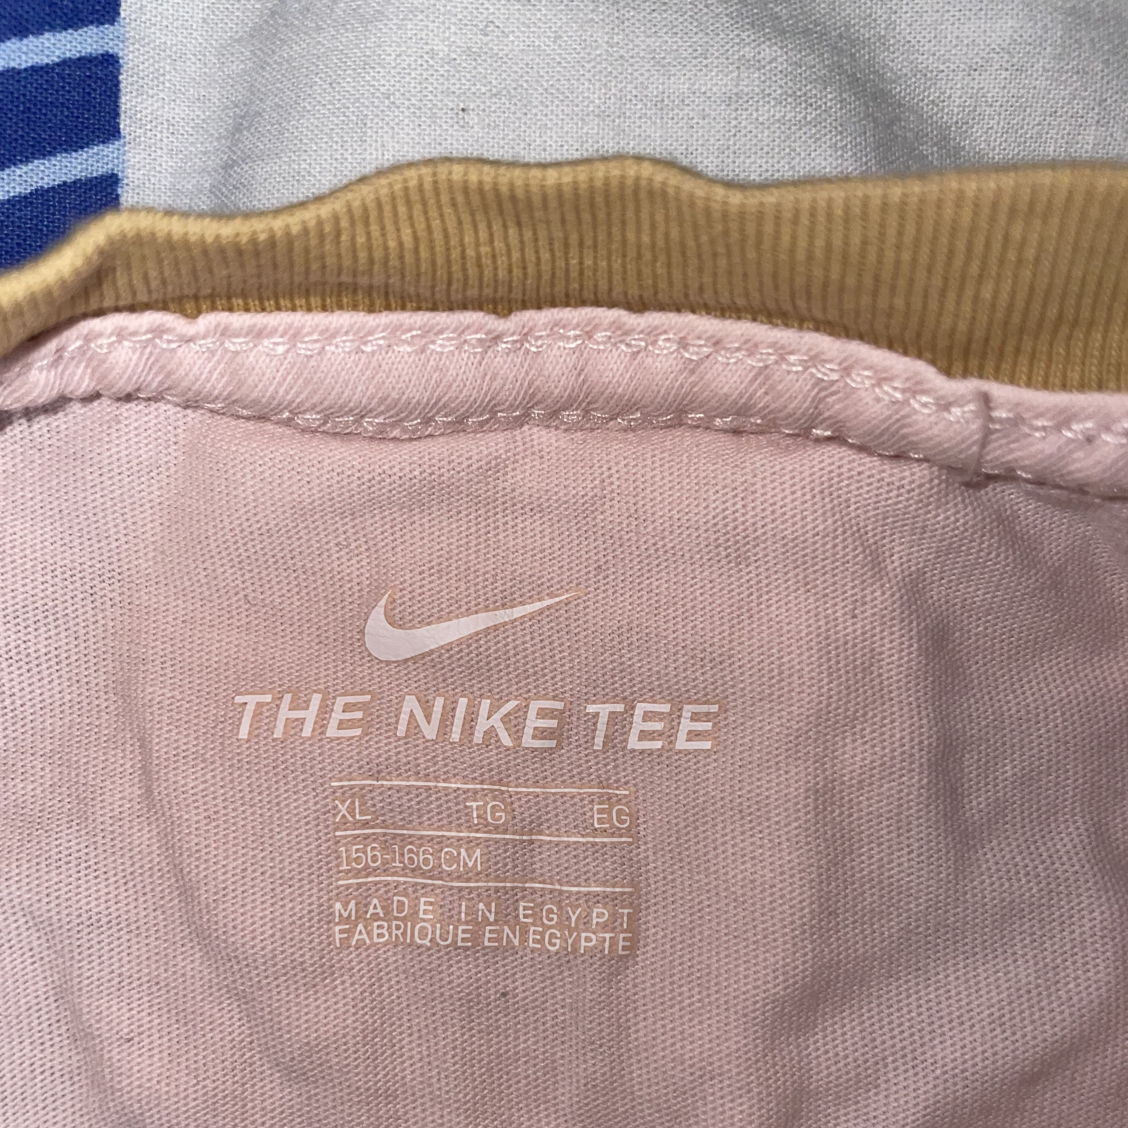 THE NIKE TEE
XL TG EG
156-166 CM
MADE IN EGYPT
FABRIQUE EN EGYPTE